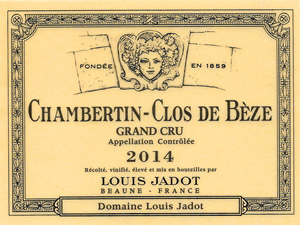 FONDÉE EN 1859
CHAMBERTIN-CLOS DE BÈZE
GRAND CRU
Appellation Contrôlée
2014
Récolté, vinifié, élevé et mis en bouteilles par
LOUIS JADOT
BEAUNE - FRANCE
Domaine Louis Jadot